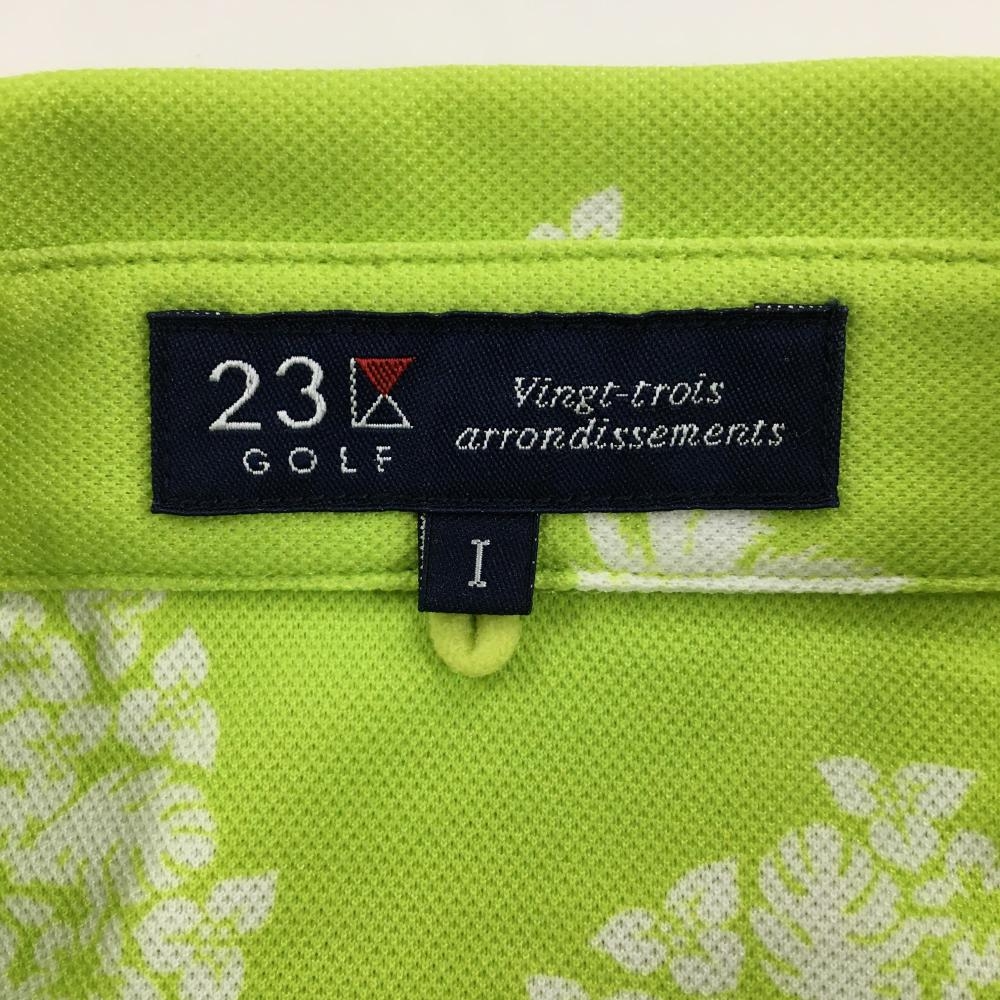 23
GOLF
Vingt-trois
arrondissements
I